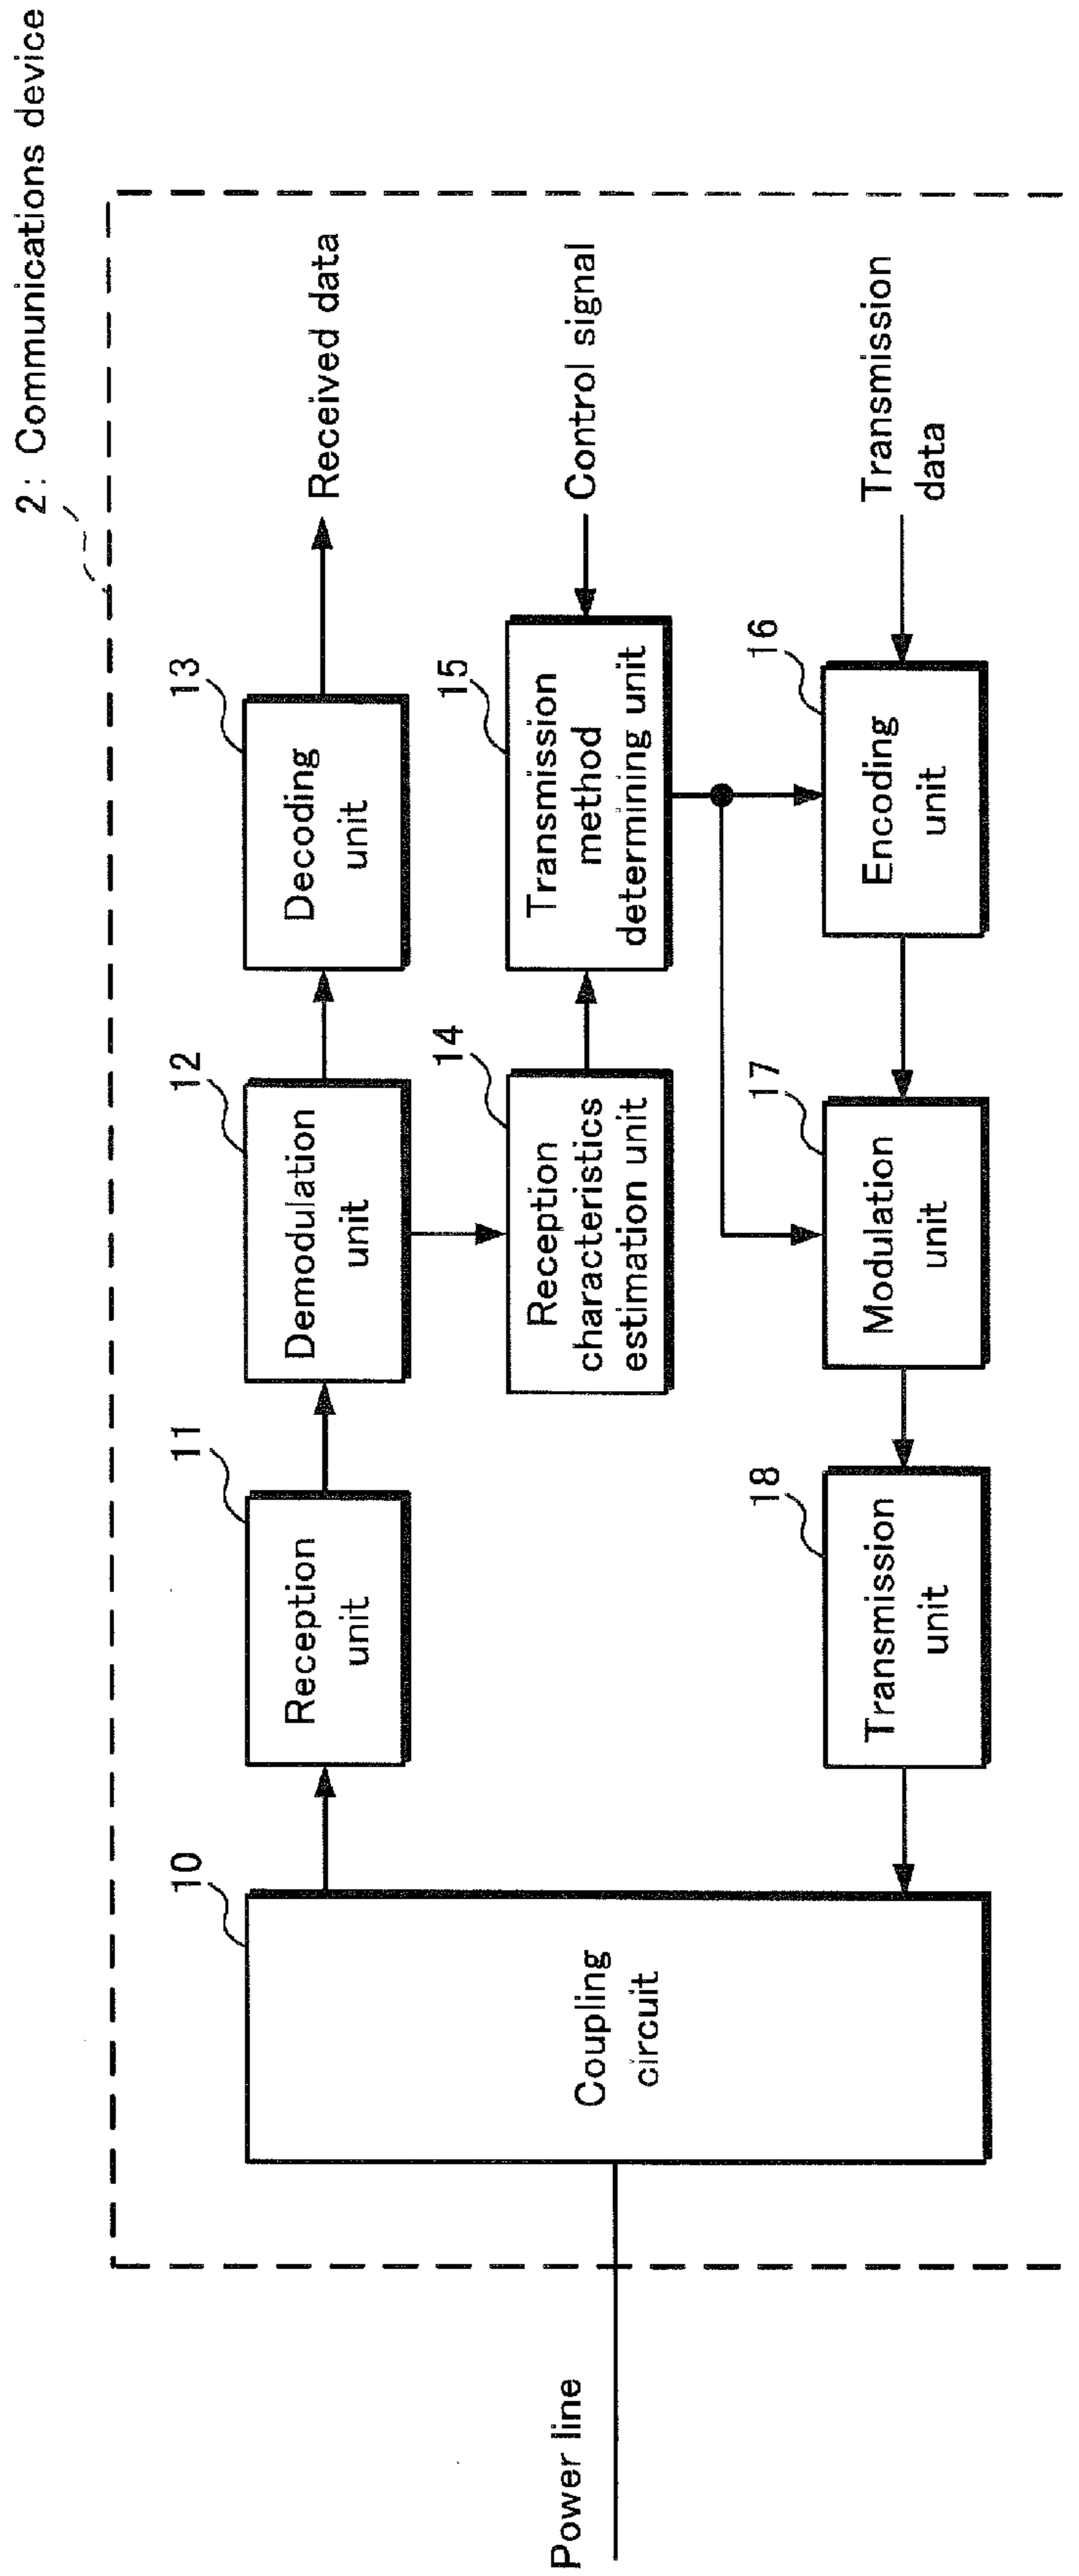 2: Communications device
Power line
10
Coupling
circuit
11
Reception
unit
12
Demodulation
unit
13
Decoding
unit
Received data
14
Reception
characteristics
estimation unit
15
Transmission
method
determining unit
Control signal
16
Encoding
unit
Transmission
data
17
Modulation
unit
18
Transmission
unit